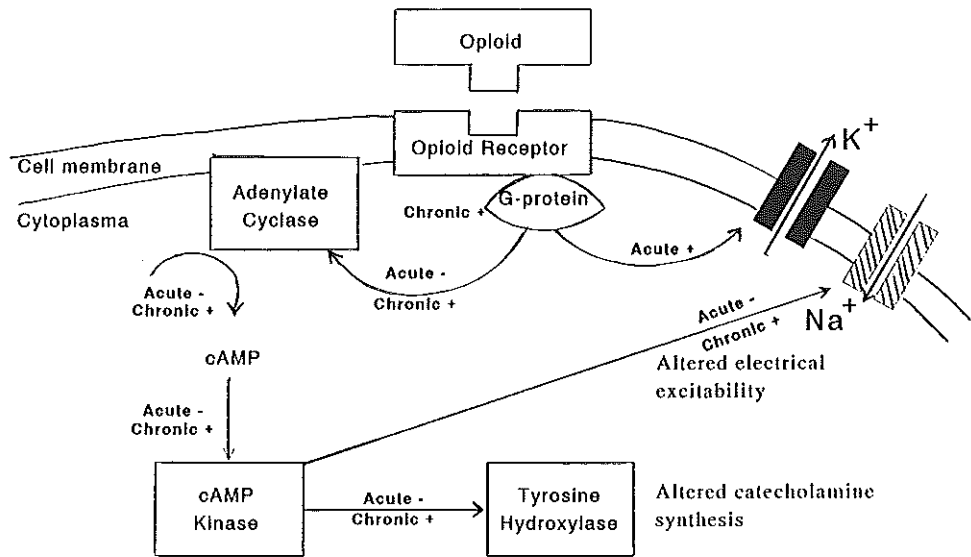 Opioid
Opioid Receptor
K+
Cell membrane
Adenylate
Cyclase
Chronic +
G-protein
Cytoplasma
Acute +
Acute -
Chronic +
Acute -
Chronic +
Na+
Acute -
Chronic +
cAMP
Altered electrical
excitability
Acute -
Chronic +
cAMP
Kinase
Acute -
Chronic +
Tyrosine
Hydroxylase
Altered catecholamine
synthesis